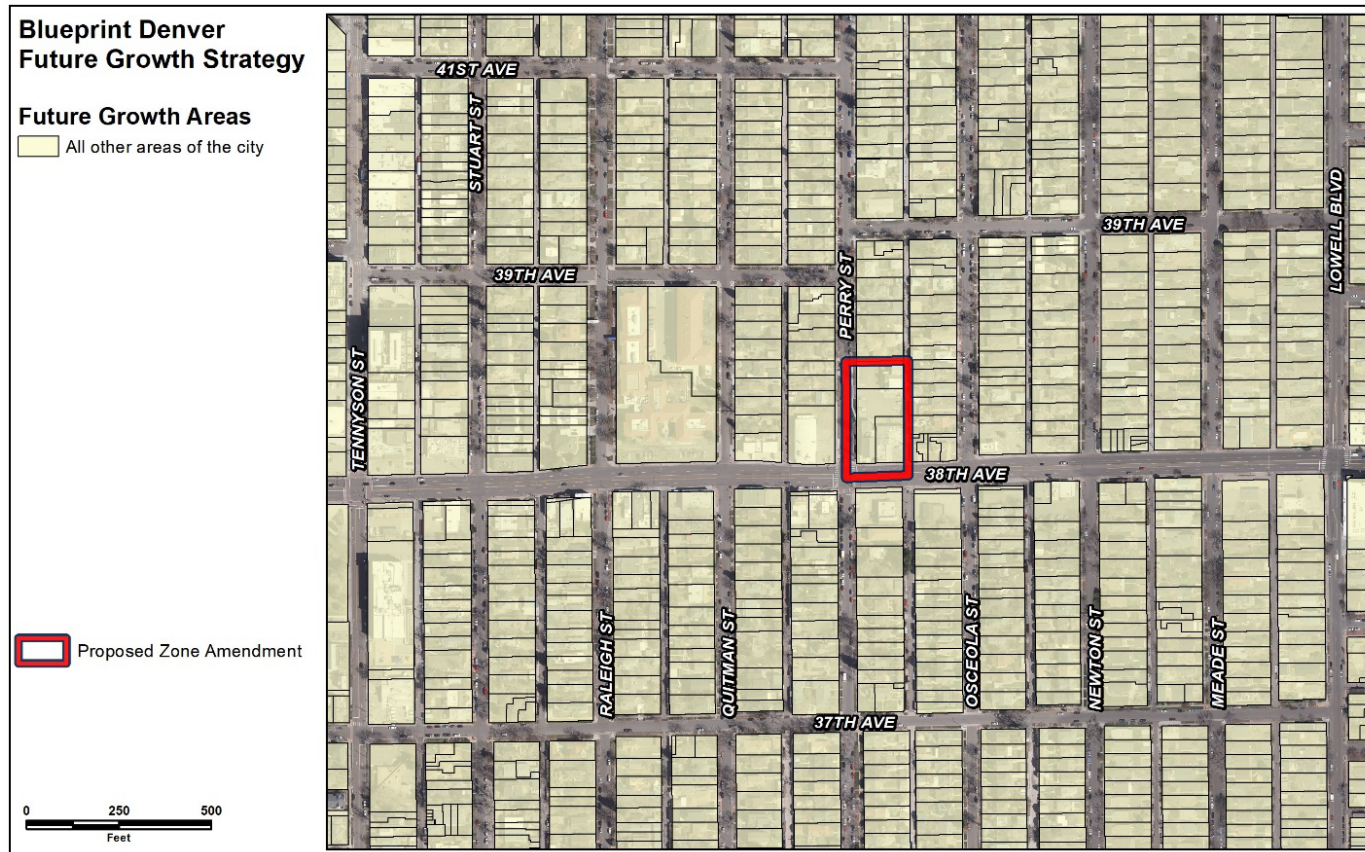 Blueprint Denver
Future Growth Strategy
Future Growth Areas
All other areas of the city
Proposed Zone Amendment
0 250 500
Feet
41ST AVE
STUART ST
39TH AVE
39TH AVE
LOWELL BLVD
PERRY ST
TENNYSON ST
38TH AVE
RALEIGH ST
QUITMAN ST
OSCEOLA ST
NEWTON ST
MEADE ST
37TH AVE